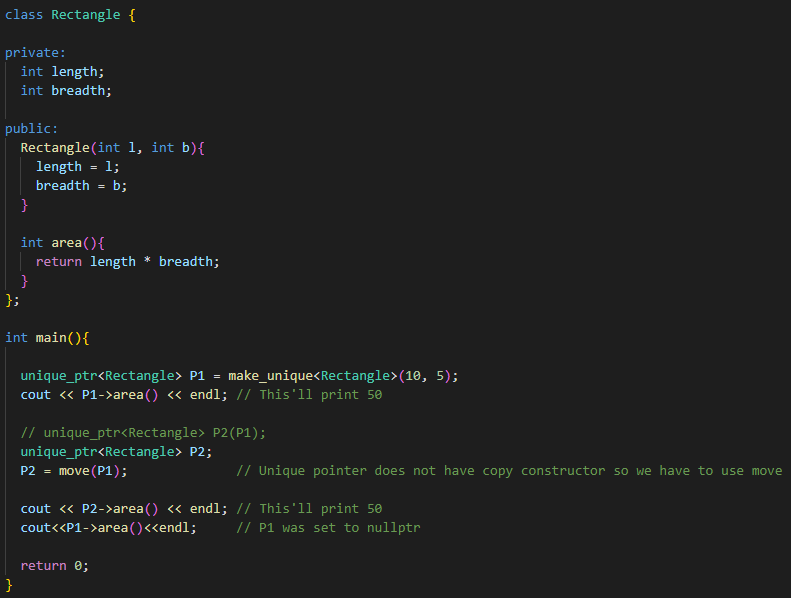 class Rectangle {
private:
int length;
int breadth;
public:
Rectangle(int l, int b){
length = l;
breadth = b;
}
int area(){
return length * breadth;
}
};
int main(){
unique_ptr<Rectangle> P1 = make_unique<Rectangle>(10, 5);
cout << P1->area() << endl; // This'll print 50
// unique_ptr<Rectangle> P2(P1);
unique_ptr<Rectangle> P2;
P2 = move(P1); // Unique pointer does not have copy constructor so we have to use move
cout << P2->area() << endl; // This'll print 50
cout<<P1->area()<<endl; // P1 was set to nullptr
return 0;
}